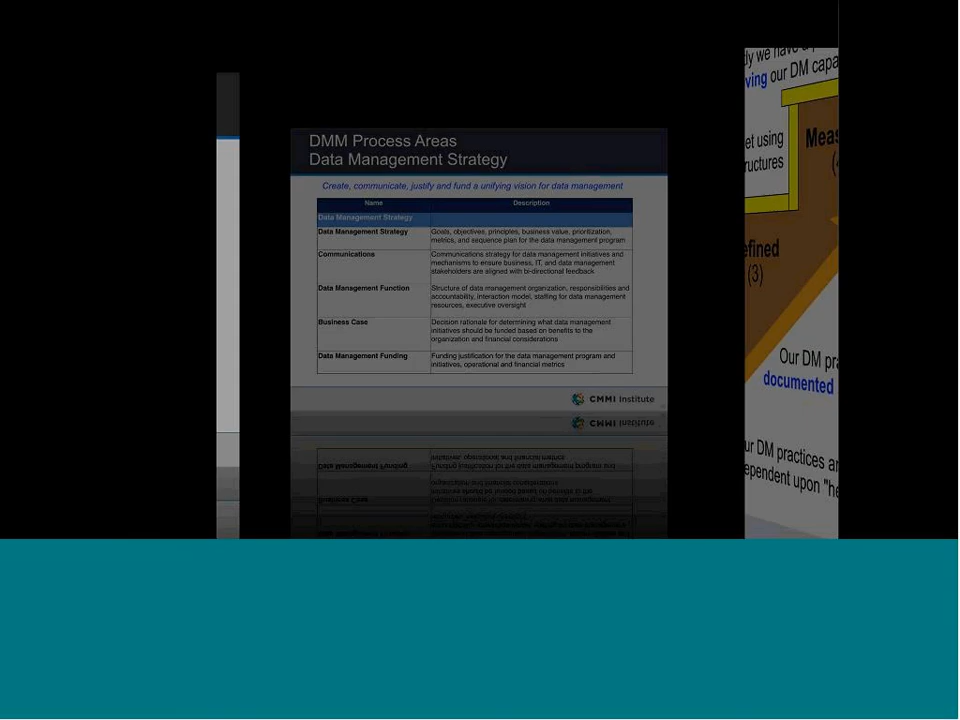 DMM Process Areas
Data Management Strategy
Create, communicate, justify and fund a unifying vision for data management
Name Description
Data Management Strategy
Data Management Strategy Goals, objectives, principles, business value, prioritization,
metrics, and sequence plan for the data management program
Communications Communications strategy for data management initiatives and
mechanisms to ensure business, IT, and data management
stakeholders are aligned with bi-directional feedback
Data Management Function Structure of data management organization, responsibilities and
accountability, interaction model, staffing for data management
resources, executive oversight
Business Case Decision rationale for determining what data management
initiatives should be funded based on benefits to the
organization and financial considerations
Data Management Funding Funding justification for the data management program and
initiatives, operational and financial metrics
CMMI Institute
dy we have a p
ving our DM capa
et using
ructures
Meas
(4
efined
(3)
Our DM pra
documented
ur DM practices ar
ependent upon "he